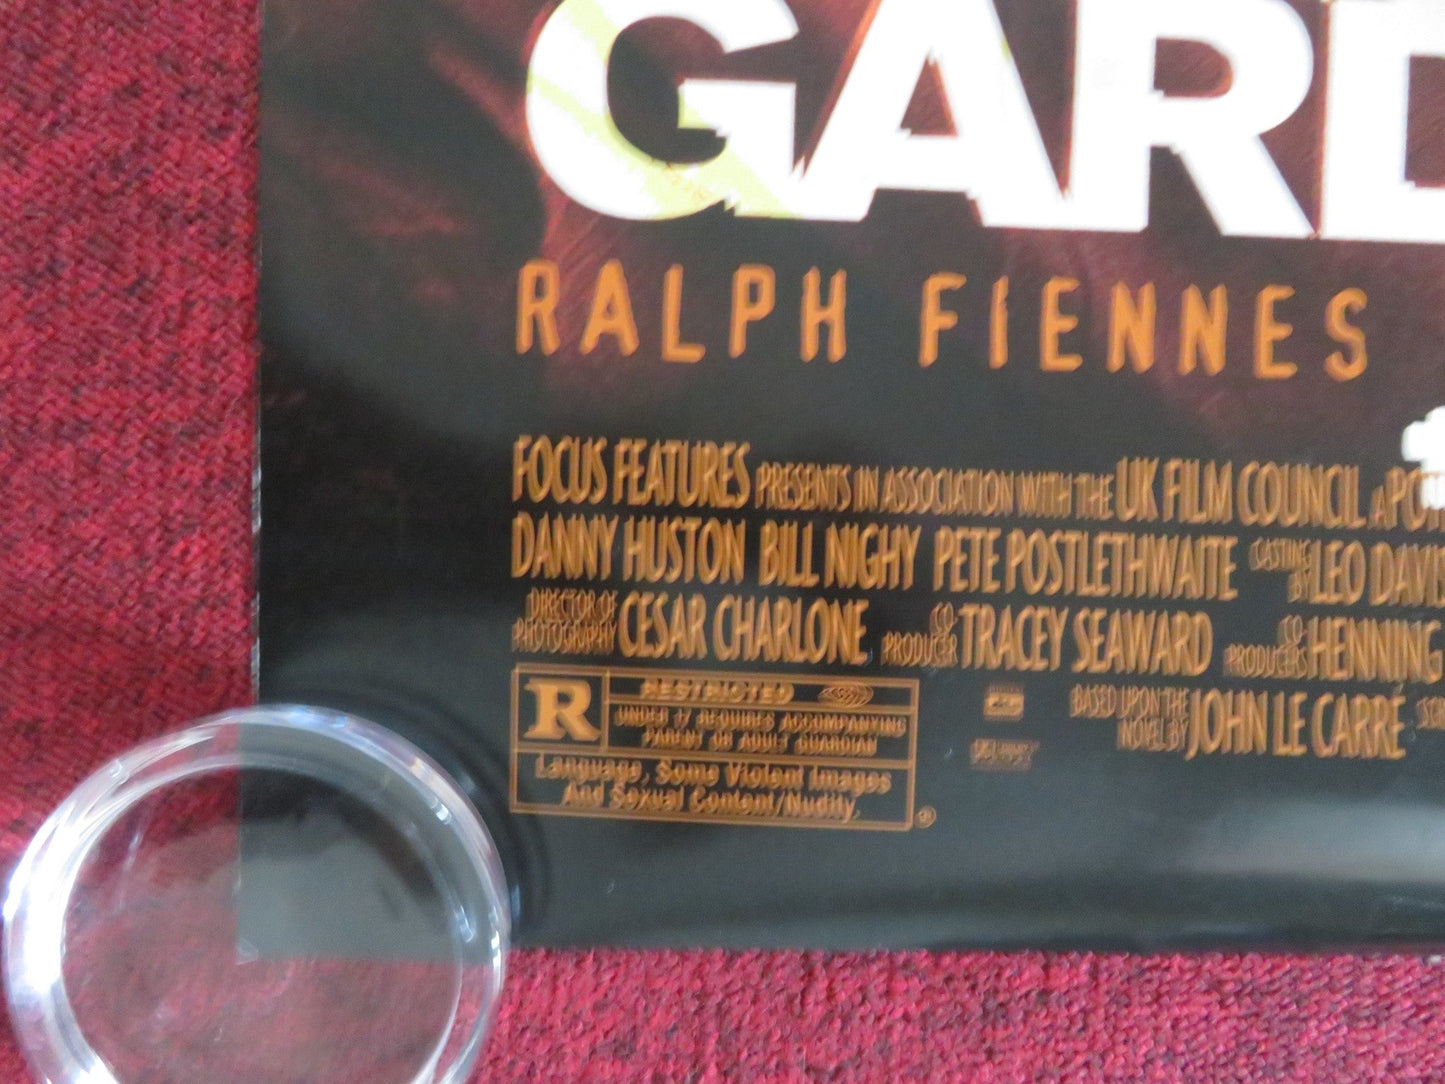 GARD
RALPH FIENNES
FOCUS FEATURES PRESENTS IN ASSOCIATION WITH THE UK FILM COUNCIL A POT
DANNY HUSTON BILL NIGHY PETE POSTLETHWAITE CASTING BY LEO DAVIS
DIRECTOR OF PHOTOGRAPHY CESAR CHARLONE CO-PRODUCER TRACEY SEAWARD CO-PRODUCERS HENNING
BASED UPON THE NOVEL BY JOHN LE CARRÉ
R RESTRICTED
UNDER 17 REQUIRES ACCOMPANYING
PARENT OR ADULT GUARDIAN
Language, Some Violent Images
And Sexual Content/Nudity. ®